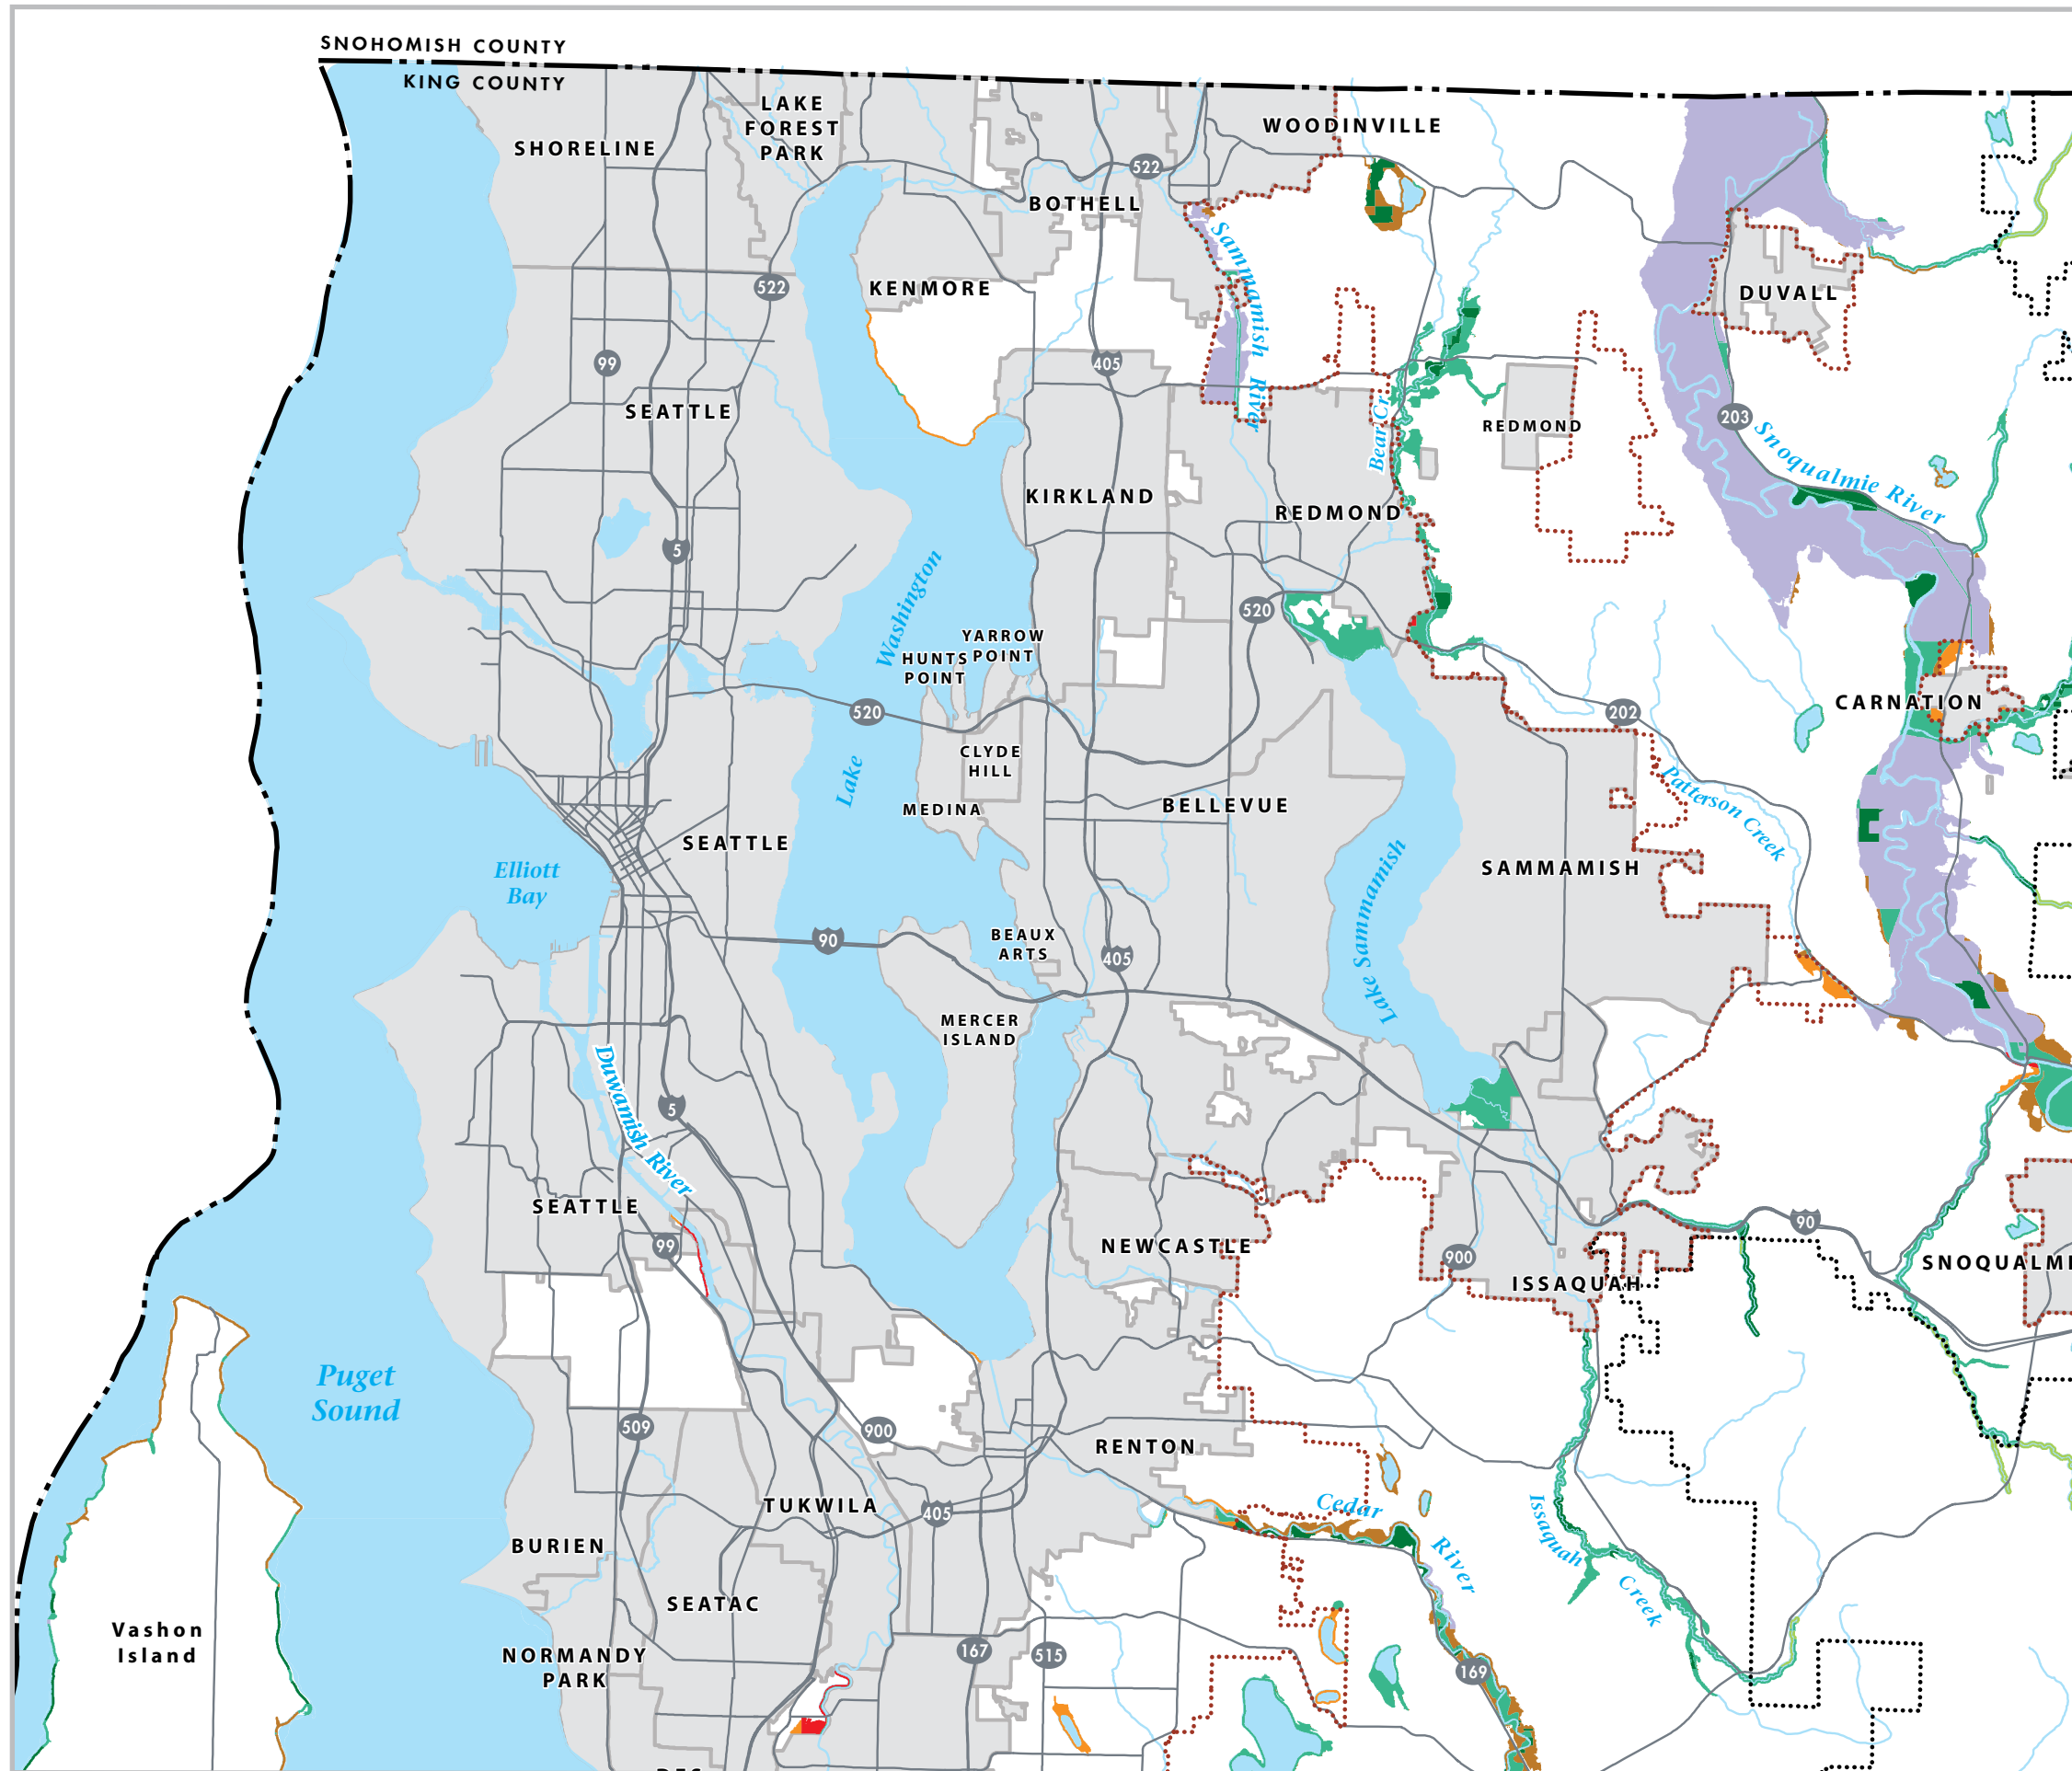 SNOHOMISH COUNTY
KING COUNTY
SHORELINE
LAKE
FOREST
PARK
WOODINVILLE
522
BOTHELL
Sammamish River
KENMORE
522
DUVALL
99
405
SEATTLE
Bear Cr.
REDMOND
203
Snoqualmie River
KIRKLAND
REDMOND
5
520
Lake Washington
YARROW
POINT
HUNTS
POINT
520
202
CARNATION
CLYDE
HILL
MEDINA
BELLEVUE
Patterson Creek
SEATTLE
SAMMAMISH
Elliott
Bay
Lake Sammamish
90
BEAUX
ARTS
405
MERCER
ISLAND
Duwamish River
5
SEATTLE
99
NEWCASTLE
900
90
ISSAQUAH
SNOQUALMI
Puget
Sound
509
900
RENTON
TUKWILA
405
Cedar River
Issaquah Creek
BURIEN
SEATAC
Vashon
Island
NORMANDY
PARK
167
515
169